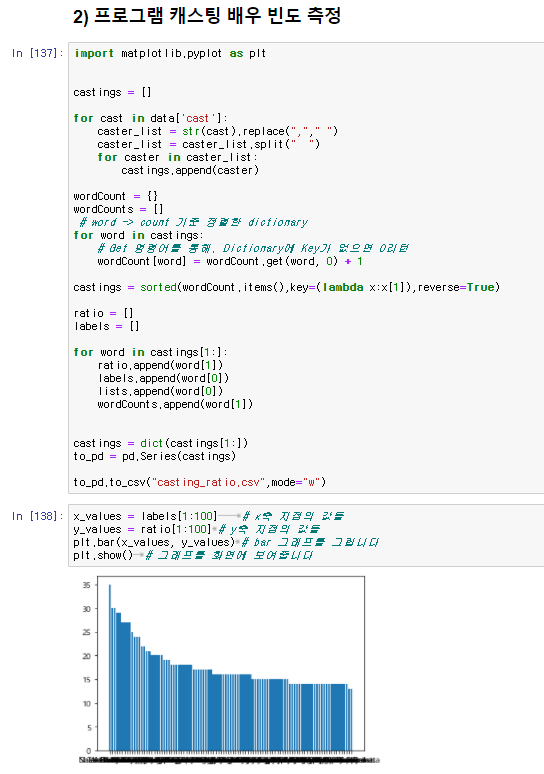 2) 프로그램 캐스팅 배우 빈도 측정
In [137]:
import matplotlib.pyplot as plt
castings = []
for cast in data['cast']:
caster_list = str(cast).replace(","," ")
caster_list = caster_list.split("  ")
for caster in caster_list:
castings.append(caster)
wordCount = {}
wordCounts = []
# word -> count 기준 정렬한 dictionary
for word in castings:
# Get 명령어를 통해, Dictionary에 Key가 없으면 0리턴
wordCount[word] = wordCount.get(word, 0) + 1
castings = sorted(wordCount.items(),key=(lambda x:x[1]),reverse=True)
ratio = []
labels = []
for word in castings[1:]:
ratio.append(word[1])
labels.append(word[0])
lists.append(word[0])
wordCounts.append(word[1])
castings = dict(castings[1:])
to_pd = pd.Series(castings)
to_pd.to_csv("casting_ratio.csv",mode="w")
In [138]:
x_values = labels[1:100] # x축 지점의 값들
y_values = ratio[1:100] # y축 지점의 값들
plt.bar(x_values, y_values) # bar 그래프를 그립니다
plt.show() # 그래프를 화면에 보여줍니다
35
30
25
20
15
10
5
0